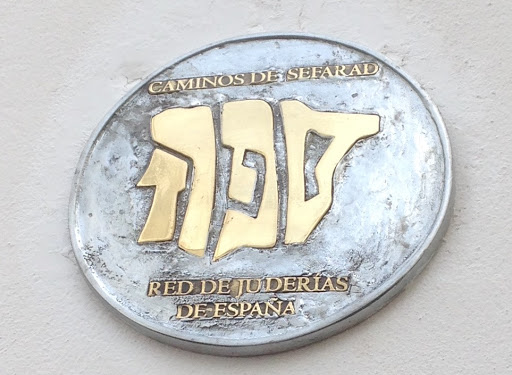 CAMINOS DE SEFARAD
ספרד
RED DE JUDERÍAS
DE ESPAÑA